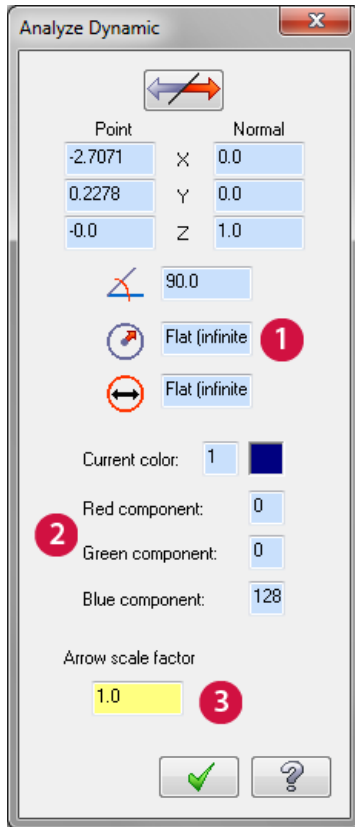 Analyze Dynamic
Point Normal
-2.7071 X 0.0
0.2278 Y 0.0
-0.0 Z 1.0
90.0
Flat (infinite 1
Flat (infinite
Current color: 1
Red component: 0
2
Green component: 0
Blue component: 128
Arrow scale factor
1.0 3